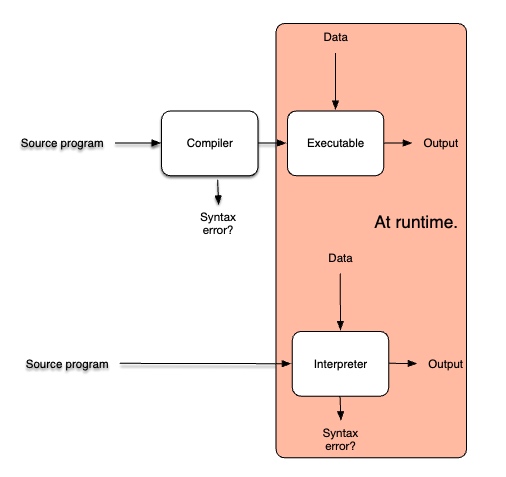 Data
Source program
Compiler
Executable
Output
Syntax
error?
At runtime.
Data
Source program
Interpreter
Output
Syntax
error?